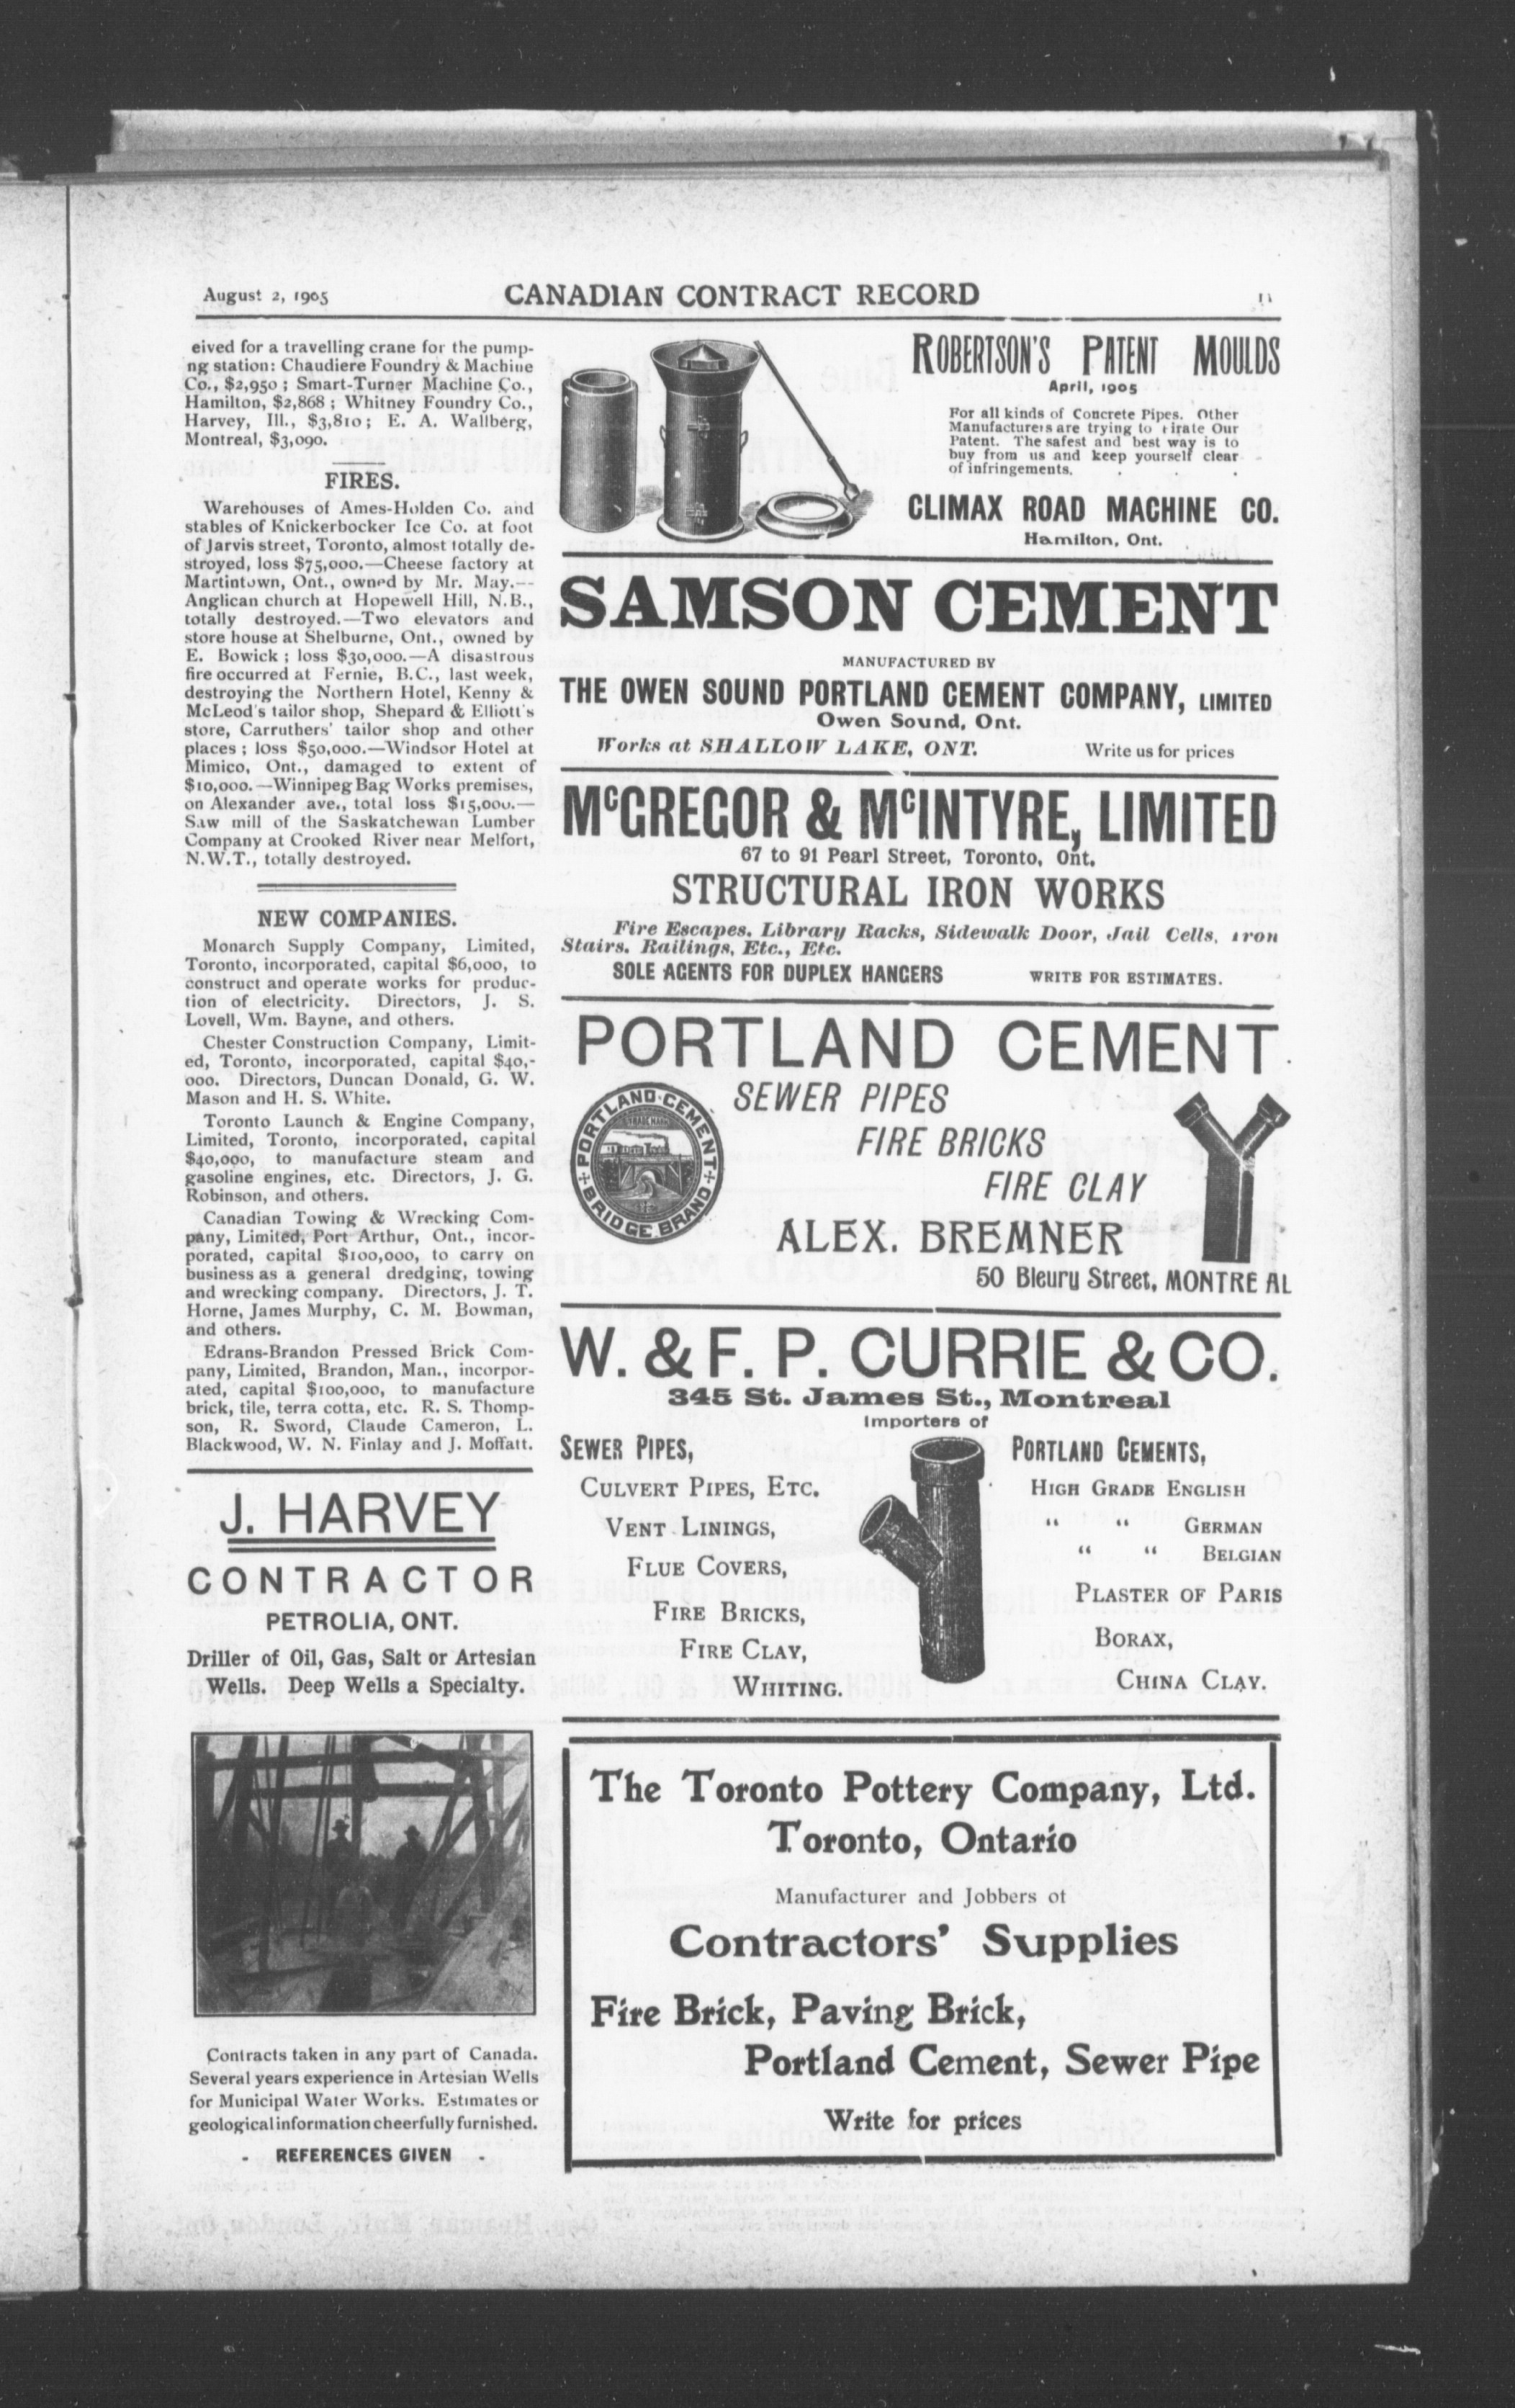 August 2, 1905
CANADIAN CONTRACT RECORD
11
eived for a travelling crane for the pump-
ng station: Chaudiere Foundry & Machine
Co., $2,950 ; Smart-Turner Machine Co.,
Hamilton, $2,868 ; Whitney Foundry Co.,
Harvey, Ill., $3,810; E. A. Wallberg,
Montreal, $3,090.
FIRES.
Warehouses of Ames-Holden Co. and
stables of Knickerbocker Ice Co. at foot
of Jarvis street, Toronto, almost totally de-
stroyed, loss $75,000.—Cheese factory at
Martintown, Ont., owned by Mr. May.—
Anglican church at Hopewell Hill, N.B.,
totally destroyed.—Two elevators and
store house at Shelburne, Ont., owned by
E. Bowick ; loss $30,000.—A disastrous
fire occurred at Fernie, B.C., last week,
destroying the Northern Hotel, Kenny &
McLeod's tailor shop, Shepard & Elliott's
store, Carruthers' tailor shop and other
places ; loss $50,000.—Windsor Hotel at
Mimico, Ont., damaged to extent of
$10,000.—Winnipeg Bag Works premises,
on Alexander ave., total loss $15,000.—
Saw mill of the Saskatchewan Lumber
Company at Crooked River near Melfort,
N.W.T., totally destroyed.
NEW COMPANIES.
Monarch Supply Company, Limited,
Toronto, incorporated, capital $6,000, to
construct and operate works for produc-
tion of electricity. Directors, J. S.
Lovell, Wm. Bayne, and others.
Chester Construction Company, Limit-
ed, Toronto, incorporated, capital $40,-
000. Directors, Duncan Donald, G. W.
Mason and H. S. White.
Toronto Launch & Engine Company,
Limited, Toronto, incorporated, capital
$40,000, to manufacture steam and
gasoline engines, etc. Directors, J. G.
Robinson, and others.
Canadian Towing & Wrecking Com-
pany, Limited, Port Arthur, Ont., incor-
porated, capital $100,000, to carry on
business as a general dredging, towing
and wrecking company. Directors, J. T.
Horne, James Murphy, C. M. Bowman,
and others.
Edrans-Brandon Pressed Brick Com-
pany, Limited, Brandon, Man., incorpor-
ated, capital $100,000, to manufacture
brick, tile, terra cotta, etc. R. S. Thomp-
son, R. Sword, Claude Cameron, L.
Blackwood, W. N. Finlay and J. Moffatt.
J. HARVEY
CONTRACTOR
PETROLIA, ONT.
Driller of Oil, Gas, Salt or Artesian
Wells. Deep Wells a Specialty.
Contracts taken in any part of Canada.
Several years experience in Artesian Wells
for Municipal Water Works. Estimates or
geological information cheerfully furnished.
- REFERENCES GIVEN -
ROBERTSON'S PATENT MOULDS
April, 1905
For all kinds of Concrete Pipes. Other
Manufacturers are trying to Pirate Our
Patent. The safest and best way is to
buy from us and keep yourself clear
of infringements.
CLIMAX ROAD MACHINE CO.
Hamilton, Ont.
SAMSON CEMENT
MANUFACTURED BY
THE OWEN SOUND PORTLAND CEMENT COMPANY, LIMITED
Owen Sound, Ont.
Works at SHALLOW LAKE, ONT. Write us for prices
McGREGOR & McINTYRE, LIMITED
67 to 91 Pearl Street, Toronto, Ont.
STRUCTURAL IRON WORKS
Fire Escapes, Library Racks, Sidewalk Door, Jail Cells, Iron
Stairs, Railings, Etc., Etc.
SOLE AGENTS FOR DUPLEX HANGERS WRITE FOR ESTIMATES.
PORTLAND CEMENT
PORTLAND·CEMENT
TRADE MARK
BRIDGE BRAND
SEWER PIPES
FIRE BRICKS
FIRE CLAY
ALEX. BREMNER
50 Bleury Street, MONTREAL
W. & F. P. CURRIE & CO.
345 St. James St., Montreal
Importers of
SEWER PIPES,
CULVERT PIPES, ETC.
VENT LININGS,
FLUE COVERS,
FIRE BRICKS,
FIRE CLAY,
WHITING.
PORTLAND CEMENTS,
HIGH GRADE ENGLISH
" " GERMAN
" " BELGIAN
PLASTER OF PARIS
BORAX,
CHINA CLAY.
The Toronto Pottery Company, Ltd.
Toronto, Ontario
Manufacturer and Jobbers of
Contractors' Supplies
Fire Brick, Paving Brick,
Portland Cement, Sewer Pipe
Write for prices